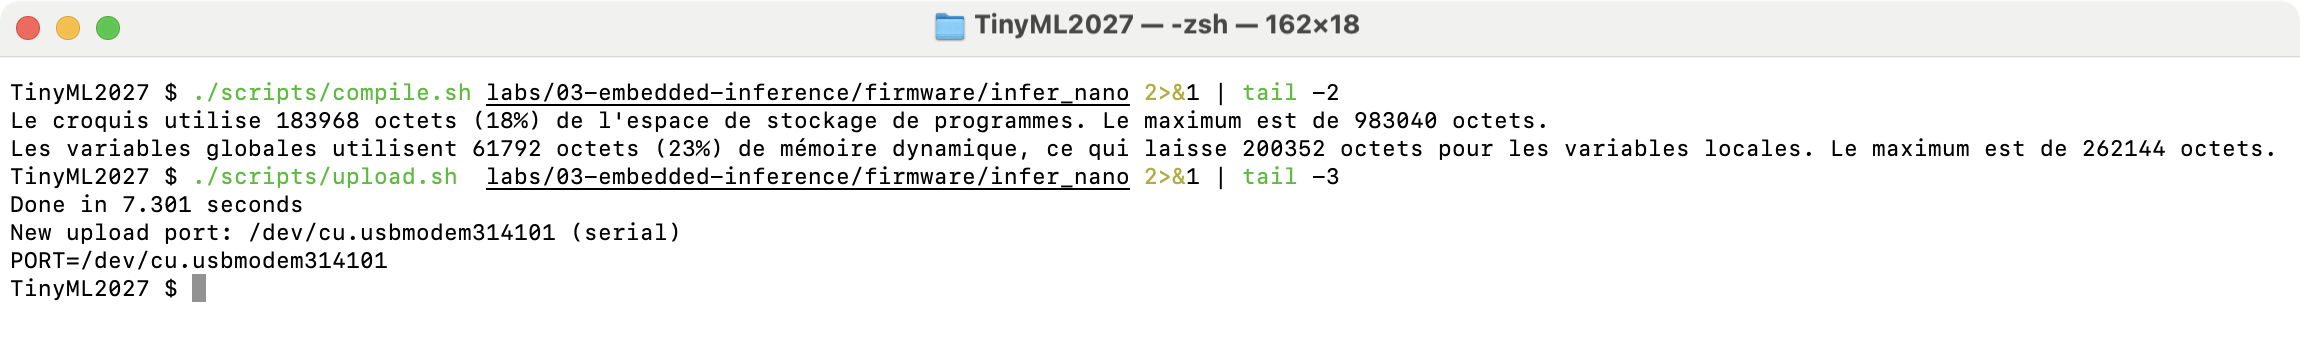 TinyML2027 — -zsh — 162×18
TinyML2027 $ ./scripts/compile.sh labs/03-embedded-inference/firmware/infer_nano 2>&1 | tail -2
Le croquis utilise 183968 octets (18%) de l'espace de stockage de programmes. Le maximum est de 983040 octets.
Les variables globales utilisent 61792 octets (23%) de mémoire dynamique, ce qui laisse 200352 octets pour les variables locales. Le maximum est de 262144 octets.
TinyML2027 $ ./scripts/upload.sh  labs/03-embedded-inference/firmware/infer_nano 2>&1 | tail -3
Done in 7.301 seconds
New upload port: /dev/cu.usbmodem314101 (serial)
PORT=/dev/cu.usbmodem314101
TinyML2027 $